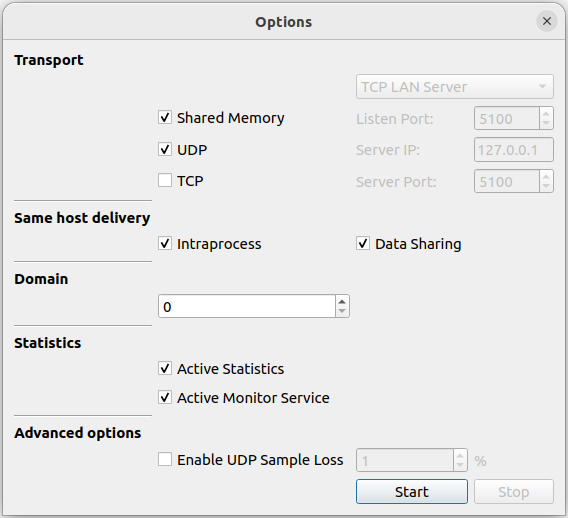 Options
Transport
TCP LAN Server
Shared Memory Listen Port: 5100
UDP Server IP: 127.0.0.1
TCP Server Port: 5100
Same host delivery
Intraprocess Data Sharing
Domain
0
Statistics
Active Statistics
Active Monitor Service
Advanced options
Enable UDP Sample Loss 1 %
Start Stop